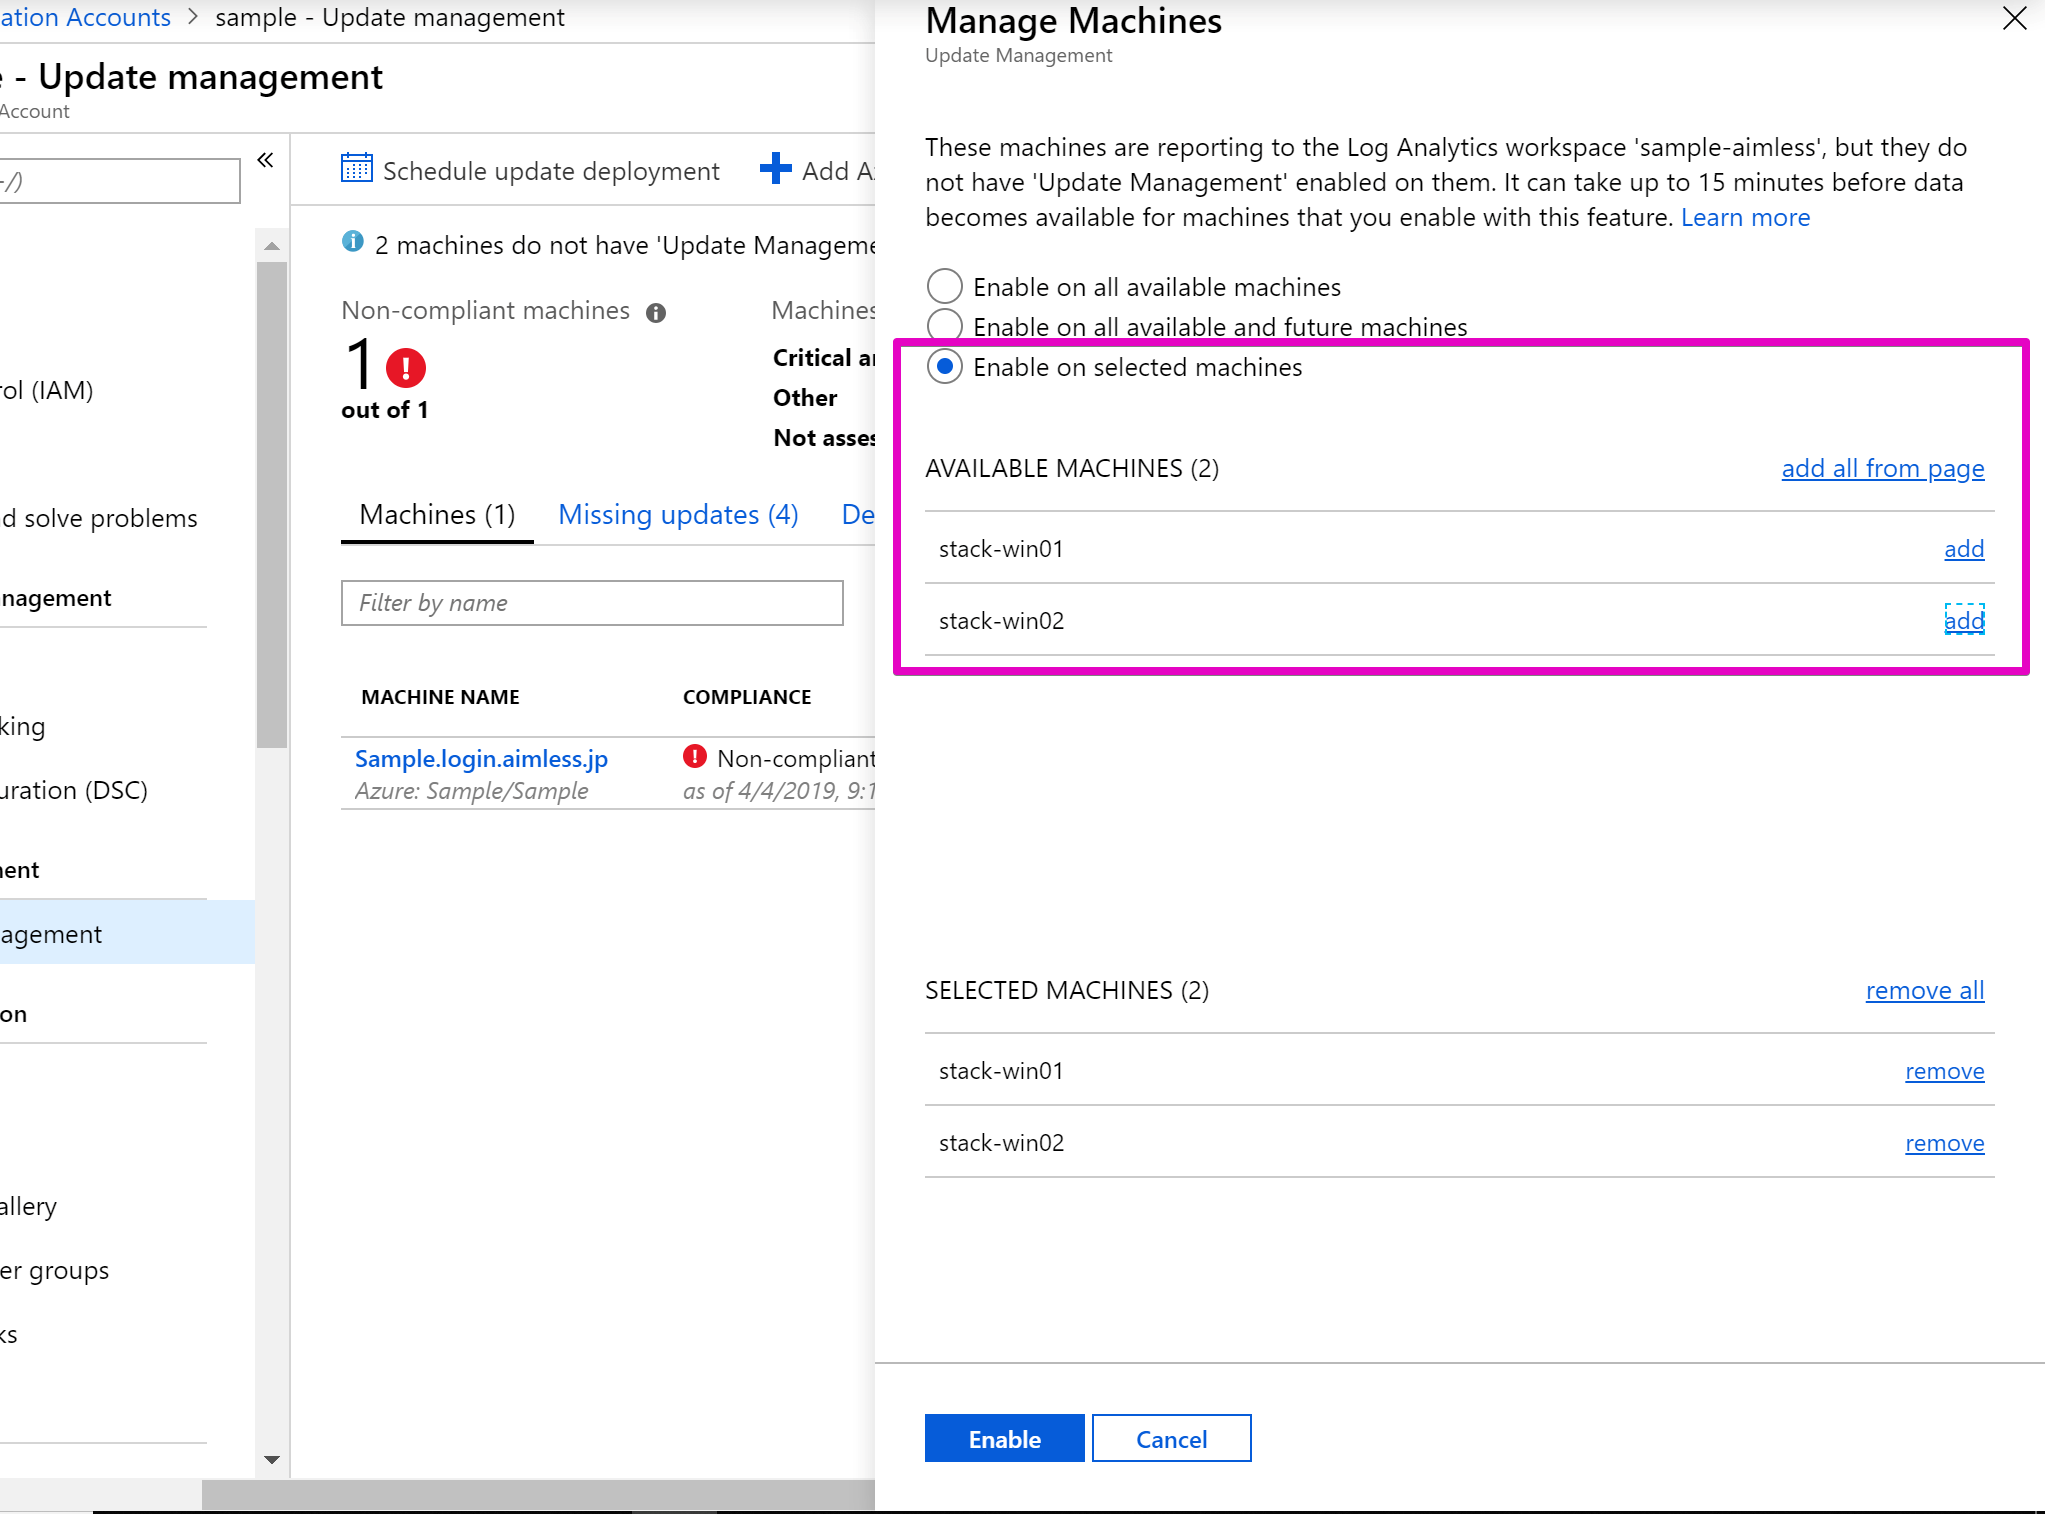 ation Accounts > sample - Update management
- Update management
Account
-/)
rol (IAM)
d solve problems
nagement
king
uration (DSC)
nent
agement
on
allery
er groups
ks
Schedule update deployment
Add A
2 machines do not have 'Update Manageme
Non-compliant machines
1
out of 1
Machines
Critical a
Other
Not asses
Machines (1)
Missing updates (4)
De
Filter by name
MACHINE NAME
COMPLIANCE
Sample.login.aimless.jp
Non-compliant
Azure: Sample/Sample
as of 4/4/2019, 9:1
Manage Machines
Update Management
These machines are reporting to the Log Analytics workspace 'sample-aimless', but they do
not have 'Update Management' enabled on them. It can take up to 15 minutes before data
becomes available for machines that you enable with this feature. Learn more
Enable on all available machines
Enable on all available and future machines
Enable on selected machines
AVAILABLE MACHINES (2)
add all from page
stack-win01
add
stack-win02
add
SELECTED MACHINES (2)
remove all
stack-win01
remove
stack-win02
remove
Enable
Cancel